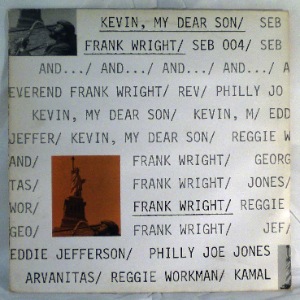 KEVIN, MY DEAR SON/ SEB
FRANK WRIGHT/ SEB 004/ SEB
AND.../ AND.../ AND.../ AND.../
EVEREND FRANK WRIGHT/ REV/ PHILLY JO
KEVIN, MY DEAR SON/ KEVIN, M/ EDD
JEFFER/ KEVIN, MY DEAR SON/ REGGIE W
AND/ FRANK WRIGHT/ GEORG
TAS/ FRANK WRIGHT/ JONES/
WOR/ FRANK WRIGHT/ REGGIE
GEO/ FRANK WRIGHT/ JEF/
EDDIE JEFFERSON/ PHILLY JOE JONES
ARVANITAS/ REGGIE WORKMAN/ KAMAL